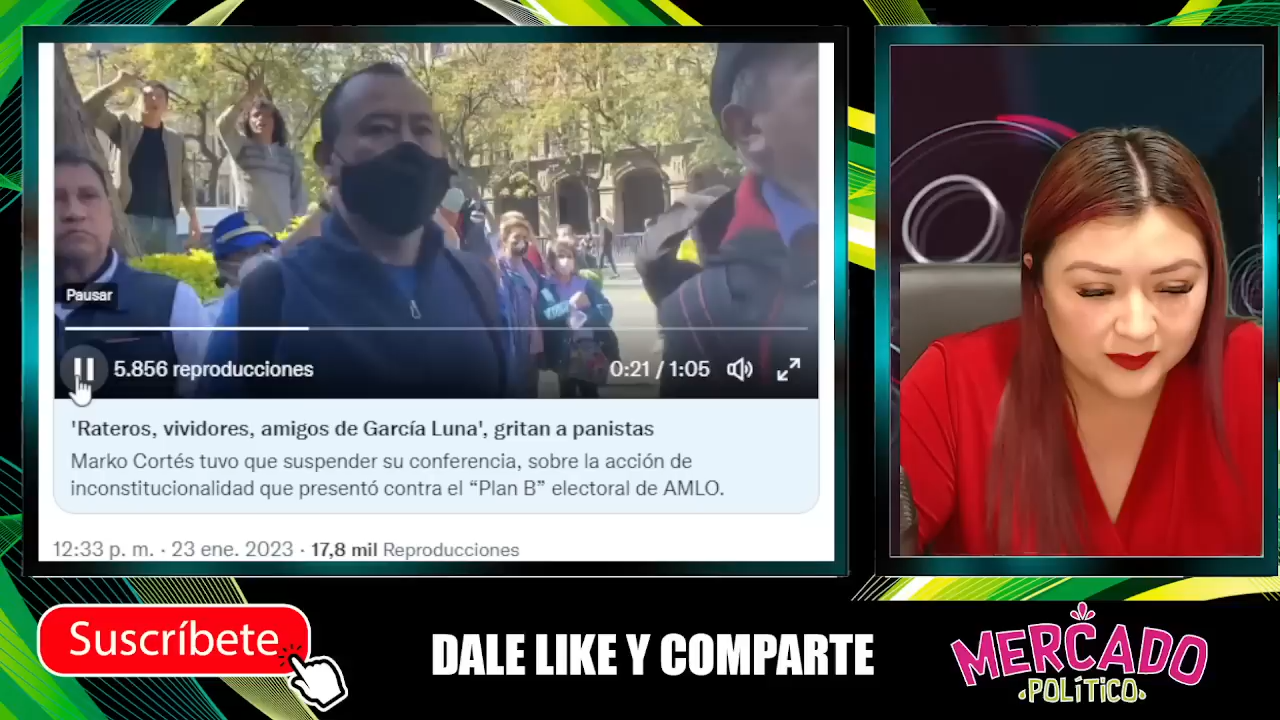 Pausar
5.856 reproducciones
0:21 / 1:05
'Rateros, vividores, amigos de García Luna', gritan a panistas
Marko Cortés tuvo que suspender su conferencia, sobre la acción de
inconstitucionalidad que presentó contra el “Plan B” electoral de AMLO.
12:33 p. m. · 23 ene. 2023 · 17,8 mil Reproducciones
Suscríbete
DALE LIKE Y COMPARTE
MERCADO
POLÍTICO